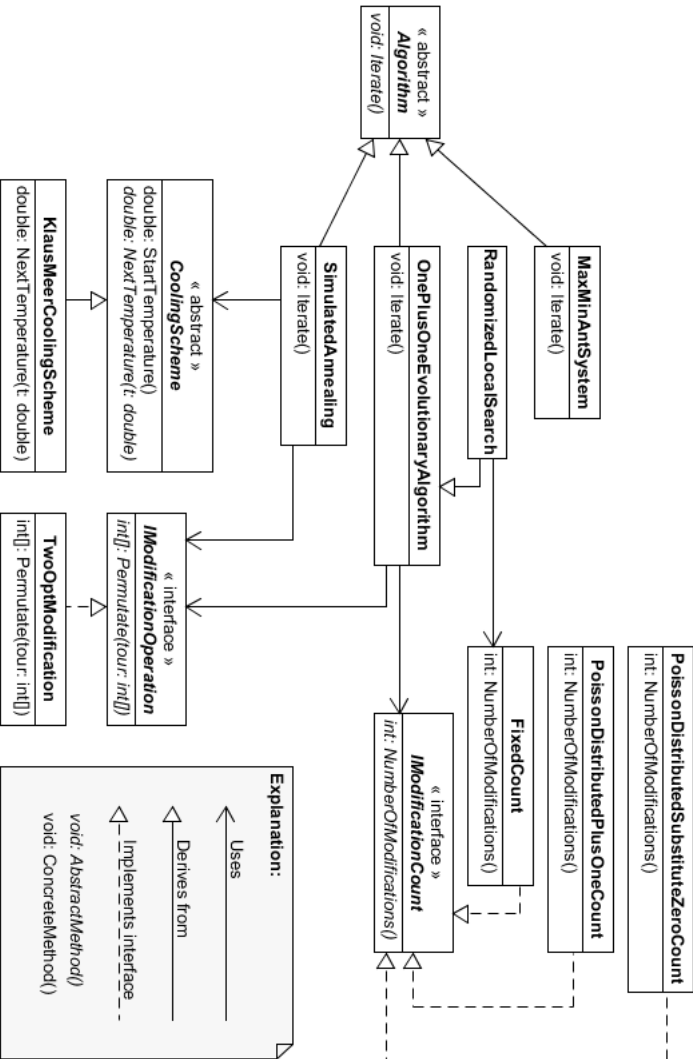 « abstract »
Algorithm
void: Iterate()
MaxMinAntSystem
void: Iterate()
RandomizedLocalSearch
OnePlusOneEvolutionaryAlgorithm
void: Iterate()
SimulatedAnnealing
void: Iterate()
« abstract »
CoolingScheme
double: StartTemperature()
double: NextTemperature(t: double)
KlausMeerCoolingScheme
double: NextTemperature(t: double)
PoissonDistributedSubstituteZeroCount
int: NumberOfModifications()
PoissonDistributedPlusOneCount
int: NumberOfModifications()
FixedCount
int: NumberOfModifications()
« interface »
IModificationCount
int: NumberOfModifications()
« interface »
IModificationOperation
int[]: Permutate(tour: int[])
TwoOptModification
int[]: Permutate(tour: int[])
Explanation:
Uses
Derives from
Implements interface
void: AbstractMethod()
void: ConcreteMethod()